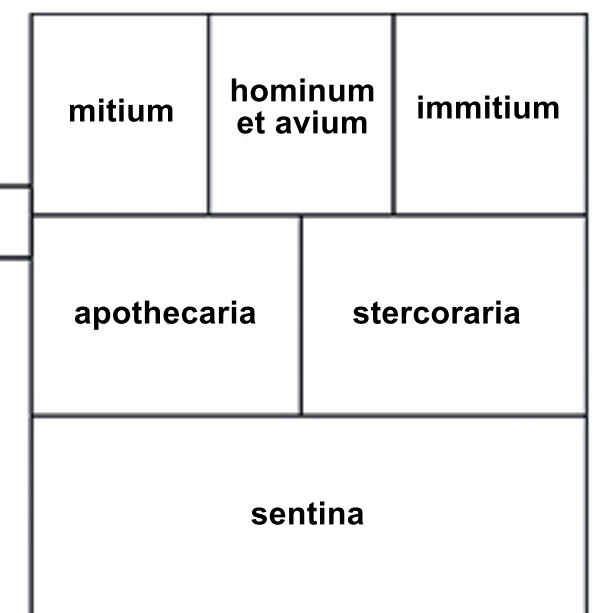 mitium
hominum
et avium
immitium
apothecaria
stercoraria
sentina